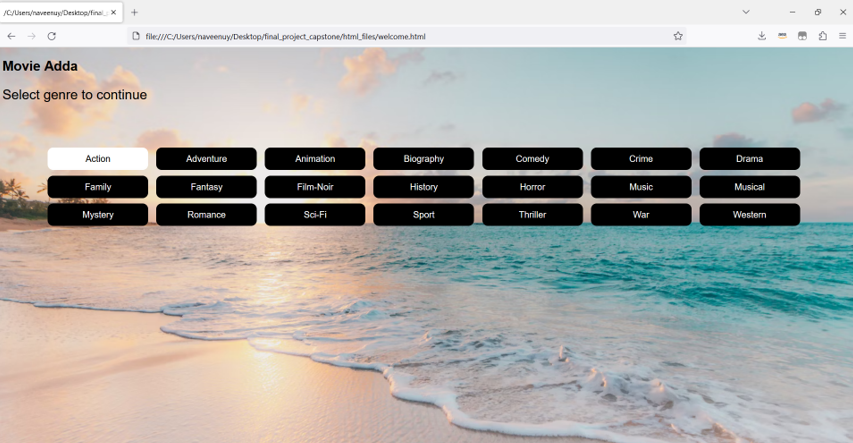 /C:/Users/naveenuy/Desktop/final_
file:///C:/Users/naveenuy/Desktop/final_project_capstone/html_files/welcome.html
Movie Adda
Select genre to continue
Action Adventure Animation Biography Comedy Crime Drama
Family Fantasy Film-Noir History Horror Music Musical
Mystery Romance Sci-Fi Sport Thriller War Western